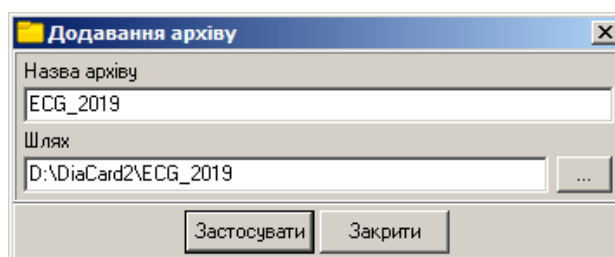 Додавання архіву
Назва архіву
ECG_2019
Шлях
D:\DiaCard2\ECG_2019
...
Застосувати Закрити